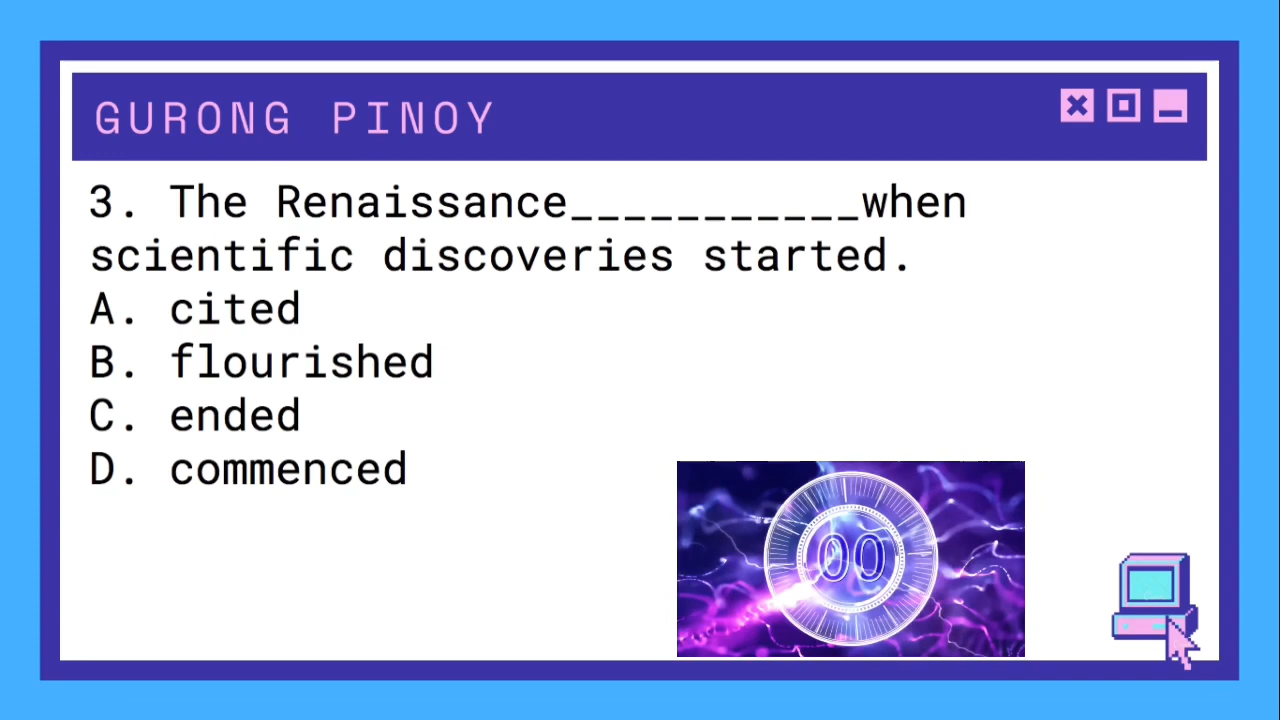 GURONG PINOY
3. The Renaissance___________when
scientific discoveries started.
A. cited
B. flourished
C. ended
D. commenced
00